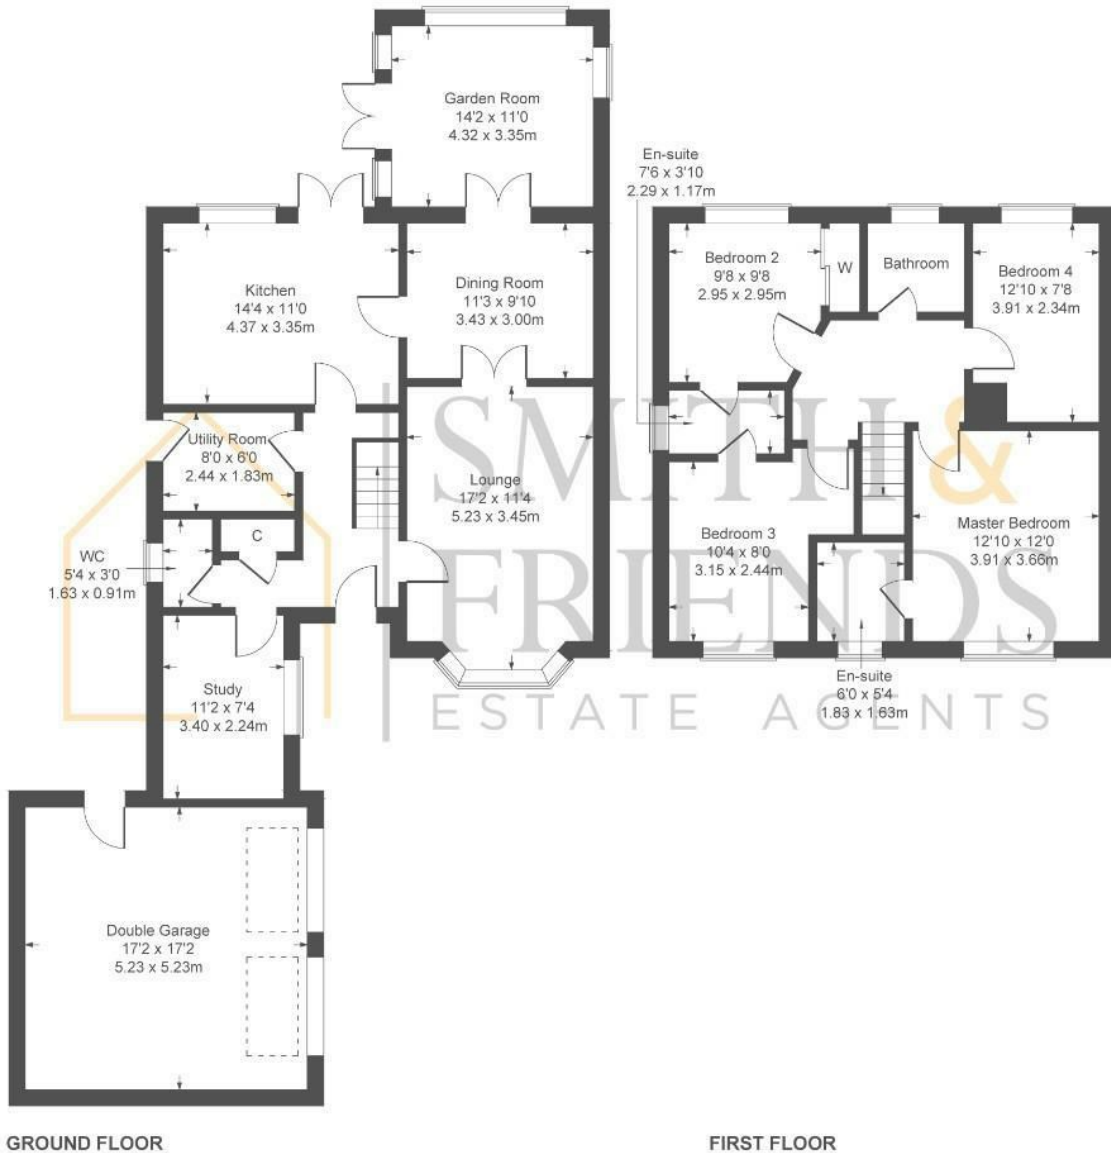 Garden Room
14'2 x 11'0
4.32 x 3.35m
En-suite
7'6 x 3'10
2.29 x 1.17m
Kitchen
14'4 x 11'0
4.37 x 3.35m
Dining Room
11'3 x 9'10
3.43 x 3.00m
Bedroom 2
9'8 x 9'8
2.95 x 2.95m
W
Bathroom
Bedroom 4
12'10 x 7'8
3.91 x 2.34m
Utility Room
8'0 x 6'0
2.44 x 1.83m
Lounge
17'2 x 11'4
5.23 x 3.45m
SMITH &
FRIENDS
ESTATE AGENTS
WC
5'4 x 3'0
1.63 x 0.91m
C
Bedroom 3
10'4 x 8'0
3.15 x 2.44m
Master Bedroom
12'10 x 12'0
3.91 x 3.66m
Study
11'2 x 7'4
3.40 x 2.24m
En-suite
6'0 x 5'4
1.83 x 1.63m
Double Garage
17'2 x 17'2
5.23 x 5.23m
GROUND FLOOR
FIRST FLOOR